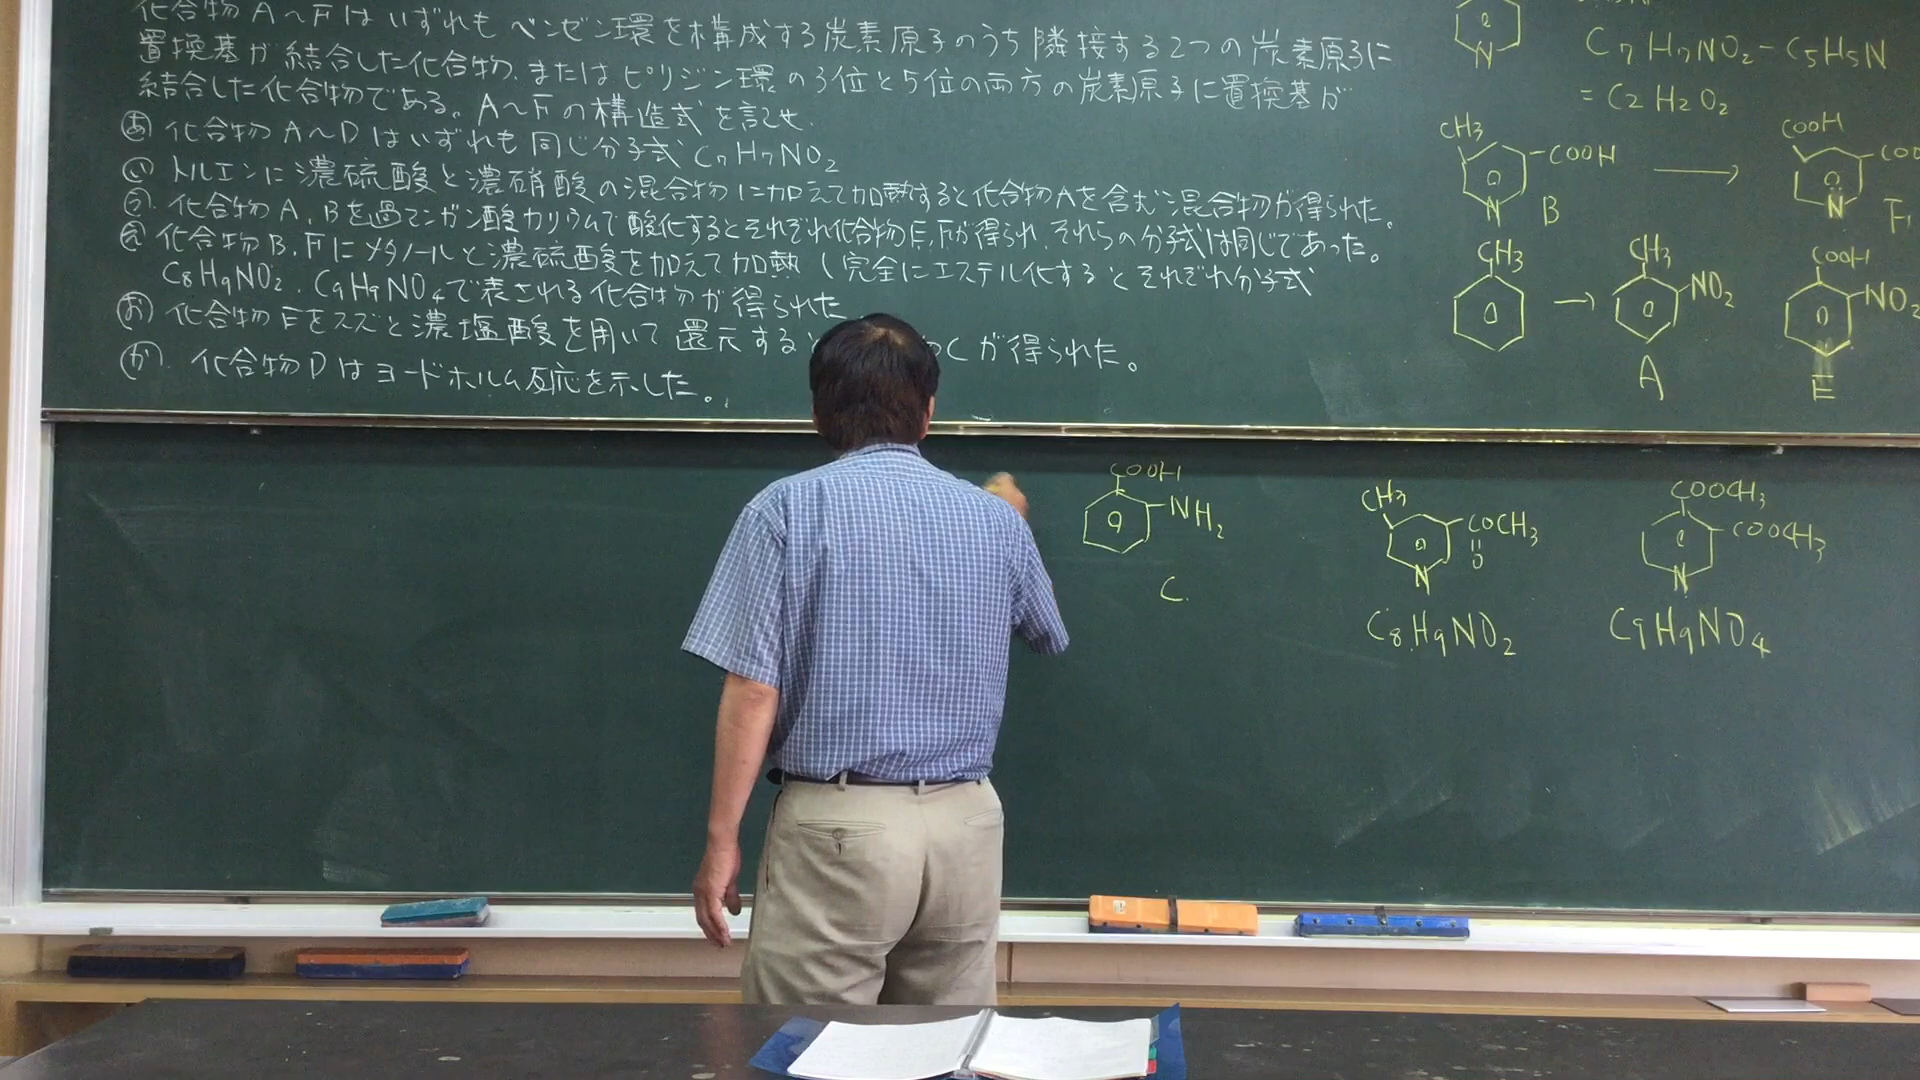 化合物A〜Fはいずれもベンゼン環を構成する炭素原子のうち隣接する2つの炭素原子に
置換基が結合した化合物、またはピリジン環の3位と5位の両方の炭素原子に置換基が
結合した化合物である。A〜Fの構造式を記せ.
あ 化合物A〜Dはいずれも同じ分子式C7H7NO2
い トルエンに濃硫酸と濃硝酸の混合物に加えて加熱すると化合物Aを含む混合物が得られた。
う. 化合物A、Bを過マンガン酸カリウムで酸化するとそれぞれ化合物E,Fが得られ、それらの分子式は同じであった。
え 化合物B、Fにメタノールと濃硫酸を加えて加熱し完全にエステル化するとそれぞれ分子式
C8H9NO2、C9H9NO4で表される化合物が得られた
お 化合物Eをスズと濃塩酸を用いて還元すると Cが得られた。
か. 化合物Dはヨードホルム反応を示した。
N
C7H7NO2-C5H5N
=C2H2O2
CH3
COOH
N
B
COOH
COO
N
F
CH3
CH3
NO2
A
COOH
NO2
E
COOH
NH2
C.
CH3
COCH3
O
N
C8H9NO2
COOCH3
COOCH3
N
C9H9NO4